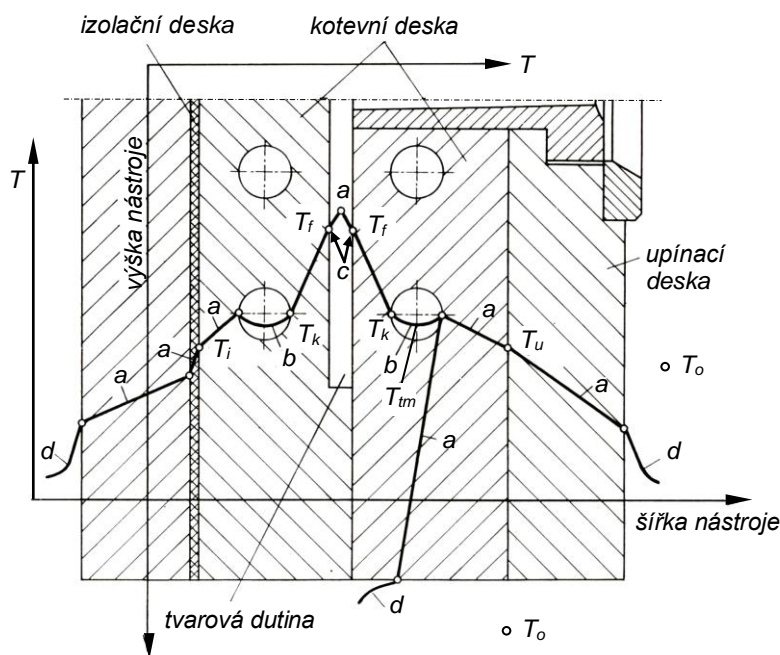 izolační deska
kotevní deska
T
T
výška nástroje
a
T_f
T_f
c
upínací
deska
a
T_k
T_k
a
a
T_i
b
b
T_u
T_tm
T_o
a
a
a
d
d
šířka nástroje
tvarová dutina
d
T_o